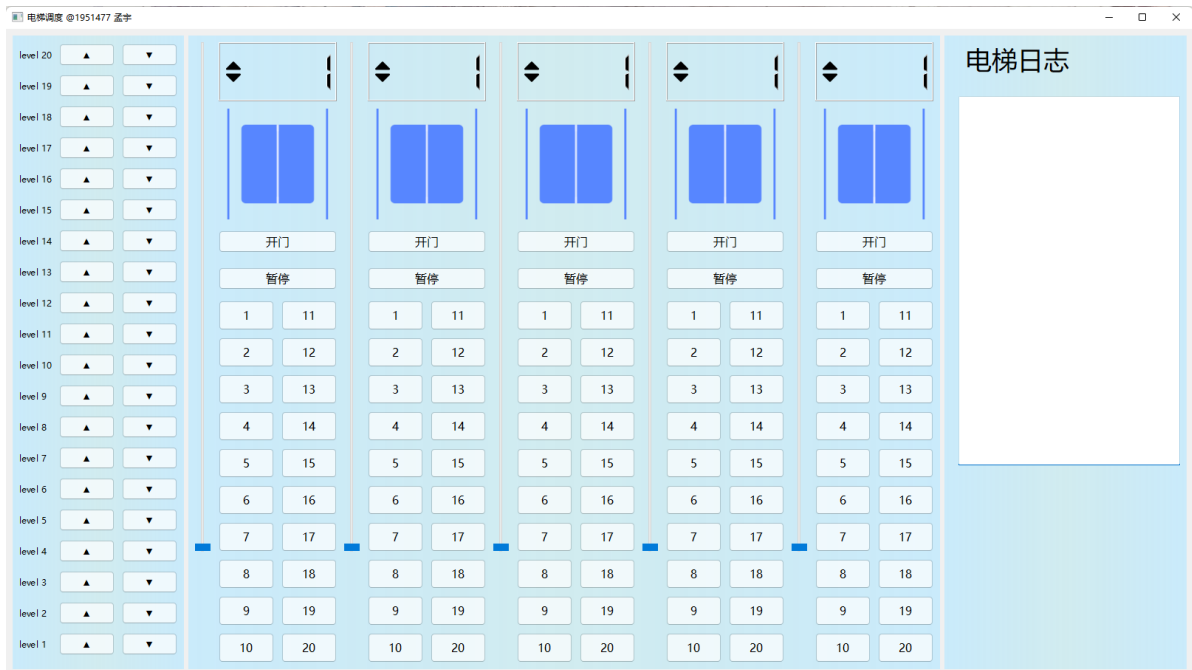 电梯调度 @1951477 孟宇
level 20 ▲ ▼
level 19 ▲ ▼
level 18 ▲ ▼
level 17 ▲ ▼
level 16 ▲ ▼
level 15 ▲ ▼
level 14 ▲ ▼
level 13 ▲ ▼
level 12 ▲ ▼
level 11 ▲ ▼
level 10 ▲ ▼
level 9 ▲ ▼
level 8 ▲ ▼
level 7 ▲ ▼
level 6 ▲ ▼
level 5 ▲ ▼
level 4 ▲ ▼
level 3 ▲ ▼
level 2 ▲ ▼
level 1 ▲ ▼
1 1 1 1 1
开门 开门 开门 开门 开门
暂停 暂停 暂停 暂停 暂停
1 11 1 11 1 11 1 11 1 11
2 12 2 12 2 12 2 12 2 12
3 13 3 13 3 13 3 13 3 13
4 14 4 14 4 14 4 14 4 14
5 15 5 15 5 15 5 15 5 15
6 16 6 16 6 16 6 16 6 16
7 17 7 17 7 17 7 17 7 17
8 18 8 18 8 18 8 18 8 18
9 19 9 19 9 19 9 19 9 19
10 20 10 20 10 20 10 20 10 20
电梯日志